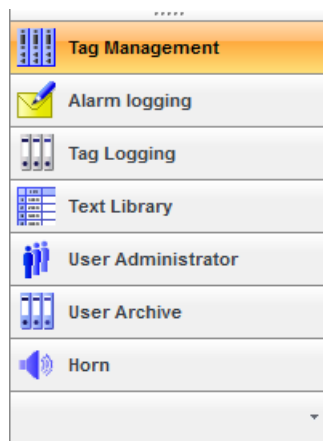 Tag Management
Alarm logging
Tag Logging
Text Library
User Administrator
User Archive
Horn